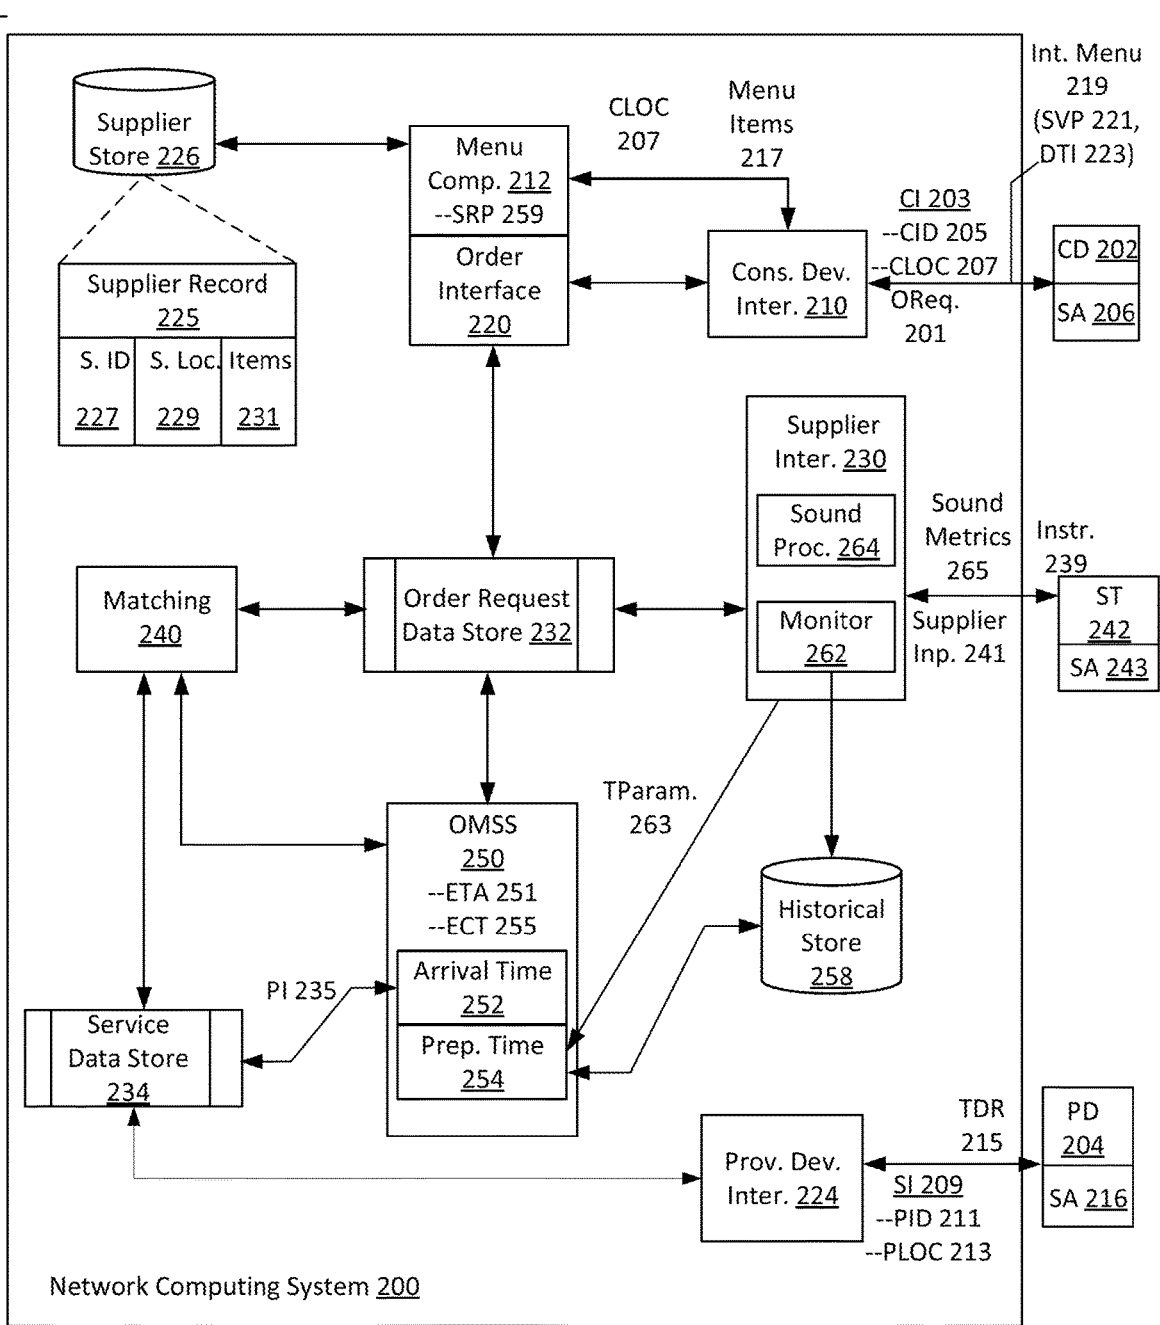 Int. Menu
219
(SVP 221,
DTI 223)
Supplier
Store 226
CLOC
207
Menu
Items
217
Menu
Comp. 212
--SRP 259
Order
Interface
220
Cons. Dev.
Inter. 210
CI 203
--CID 205
--CLOC 207
OReq.
201
CD 202
SA 206
Supplier Record
225
S. ID
227
S. Loc.
229
Items
231
Supplier
Inter. 230
Sound
Proc. 264
Monitor
262
Sound
Metrics
265
Instr.
239
Supplier
Inp. 241
ST
242
SA 243
Matching
240
Order Request
Data Store 232
TParam.
263
OMSS
250
--ETA 251
--ECT 255
Arrival Time
252
Prep. Time
254
Historical
Store
258
PI 235
Service
Data Store
234
Prov. Dev.
Inter. 224
TDR
215
SI 209
--PID 211
--PLOC 213
PD
204
SA 216
Network Computing System 200